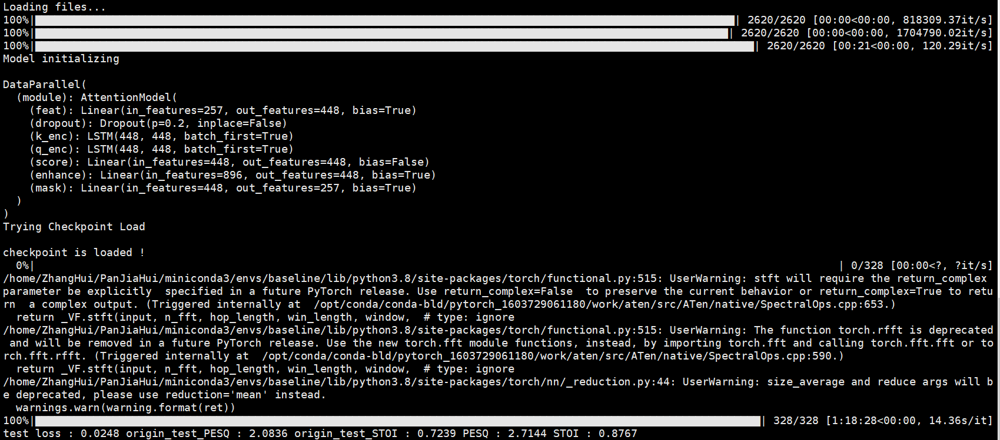 Loading files...
100%| | 2620/2620 [00:00<00:00, 818309.37it/s]
100%| | 2620/2620 [00:00<00:00, 1704790.02it/s]
100%| | 2620/2620 [00:21<00:00, 120.29it/s]
Model initializing
DataParallel(
  (module): AttentionModel(
    (feat): Linear(in_features=257, out_features=448, bias=True)
    (dropout): Dropout(p=0.2, inplace=False)
    (k_enc): LSTM(448, 448, batch_first=True)
    (q_enc): LSTM(448, 448, batch_first=True)
    (score): Linear(in_features=448, out_features=448, bias=False)
    (enhance): Linear(in_features=896, out_features=448, bias=True)
    (mask): Linear(in_features=448, out_features=257, bias=True)
  )
)
Trying Checkpoint Load
checkpoint is loaded !
  0%| | 0/328 [00:00<?, ?it/s]
/home/ZhangHui/PanJiaHui/miniconda3/envs/baseline/lib/python3.8/site-packages/torch/functional.py:515: UserWarning: stft will require the return_complex
parameter be explicitly  specified in a future PyTorch release. Use return_complex=False  to preserve the current behavior or return_complex=True to retu
rn  a complex output. (Triggered internally at  /opt/conda/conda-bld/pytorch_1603729061180/work/aten/src/ATen/native/SpectralOps.cpp:653.)
  return _VF.stft(input, n_fft, hop_length, win_length, window,  # type: ignore
/home/ZhangHui/PanJiaHui/miniconda3/envs/baseline/lib/python3.8/site-packages/torch/functional.py:515: UserWarning: The function torch.rfft is deprecated
 and will be removed in a future PyTorch release. Use the new torch.fft module functions, instead, by importing torch.fft and calling torch.fft.fft or to
rch.fft.rfft. (Triggered internally at  /opt/conda/conda-bld/pytorch_1603729061180/work/aten/src/ATen/native/SpectralOps.cpp:590.)
  return _VF.stft(input, n_fft, hop_length, win_length, window,  # type: ignore
/home/ZhangHui/PanJiaHui/miniconda3/envs/baseline/lib/python3.8/site-packages/torch/nn/_reduction.py:44: UserWarning: size_average and reduce args will b
e deprecated, please use reduction='mean' instead.
  warnings.warn(warning.format(ret))
100%| | 328/328 [1:18:28<00:00, 14.36s/it]
test loss : 0.0248 origin_test_PESQ : 2.0836 origin_test_STOI : 0.7239 PESQ : 2.7144 STOI : 0.8767